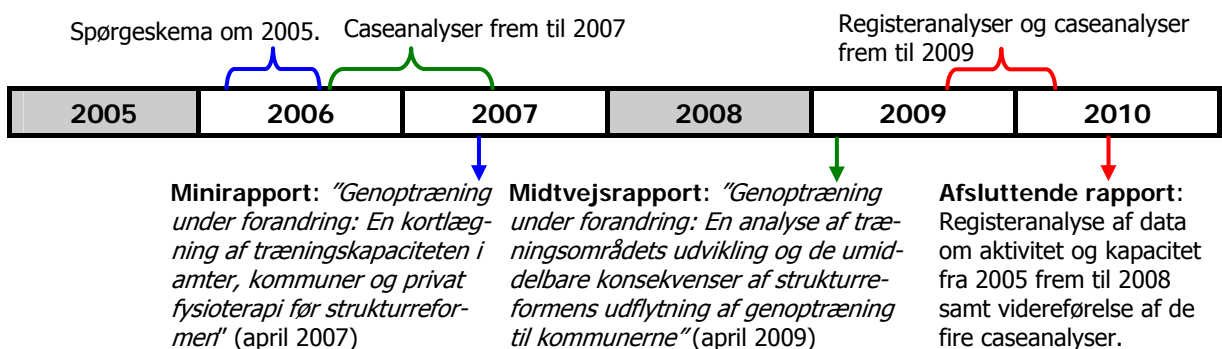 Spørgeskema om 2005.
Caseanalyser frem til 2007
Registeranalyser og caseanalyser
frem til 2009
2005 2006 2007 2008 2009 2010
Minirapport: ”Genoptræning
under forandring: En kortlæg-
ning af træningskapaciteten i
amter, kommuner og privat
fysioterapi før strukturrefor-
men” (april 2007)
Midtvejsrapport: ”Genoptræning
under forandring: En analyse af træ-
ningsområdets udvikling og de umid-
delbare konsekvenser af strukturre-
formens udflytning af genoptræning
til kommunerne” (april 2009)
Afsluttende rapport:
Registeranalyse af data
om aktivitet og kapacitet
fra 2005 frem til 2008
samt videreførelse af de
fire caseanalyser.